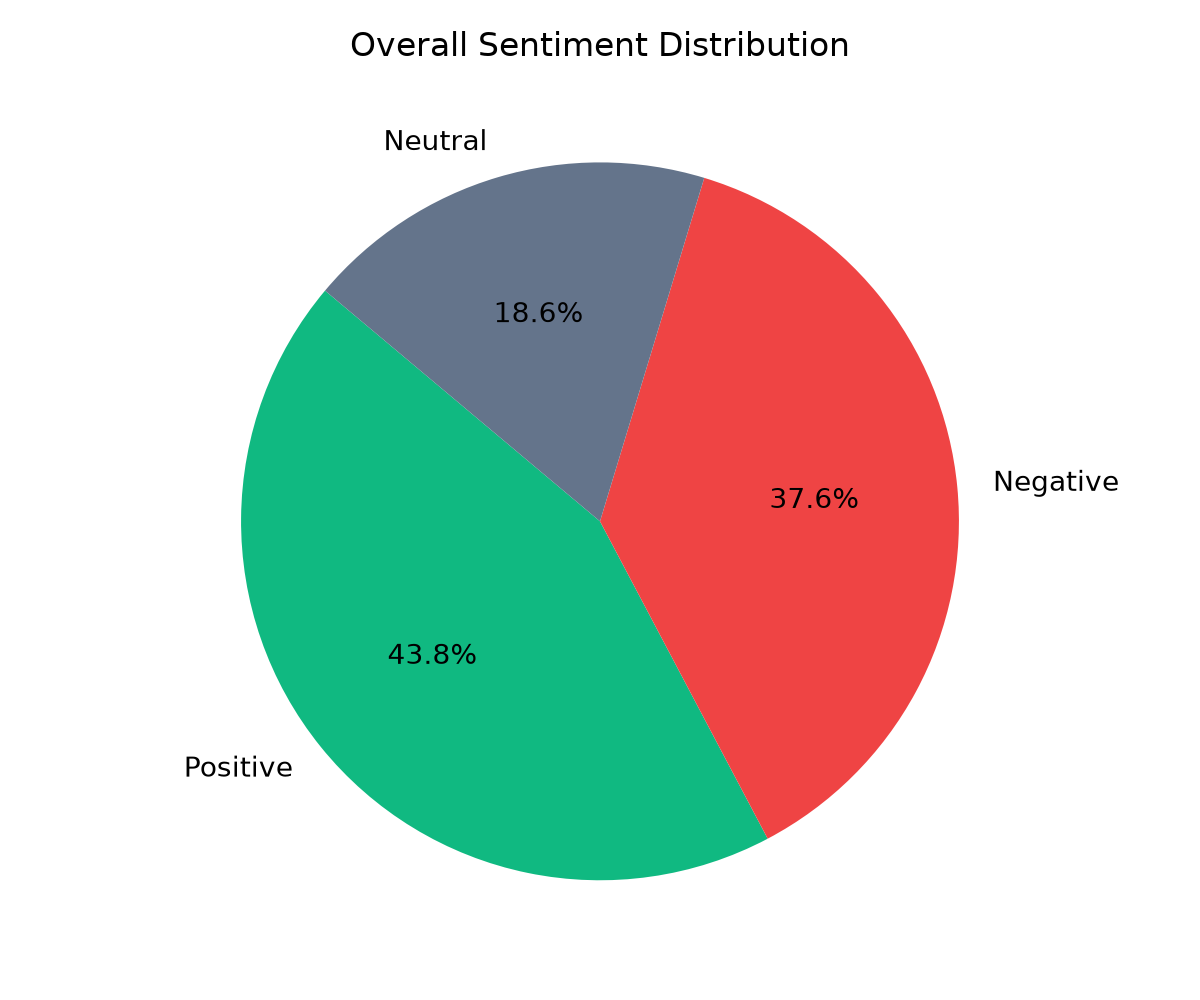 Overall Sentiment Distribution
Neutral
18.6%
37.6%
Negative
43.8%
Positive